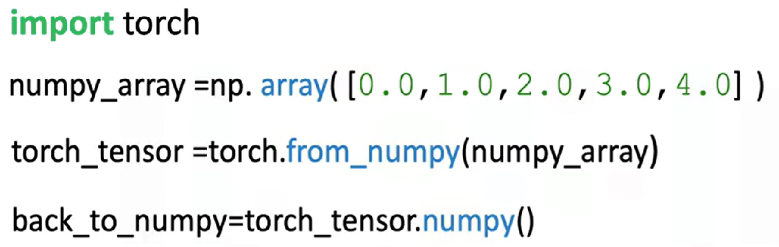 import torch
numpy_array =np. array( [0.0,1.0,2.0,3.0,4.0] )
torch_tensor =torch.from_numpy(numpy_array)
back_to_numpy=torch_tensor.numpy()